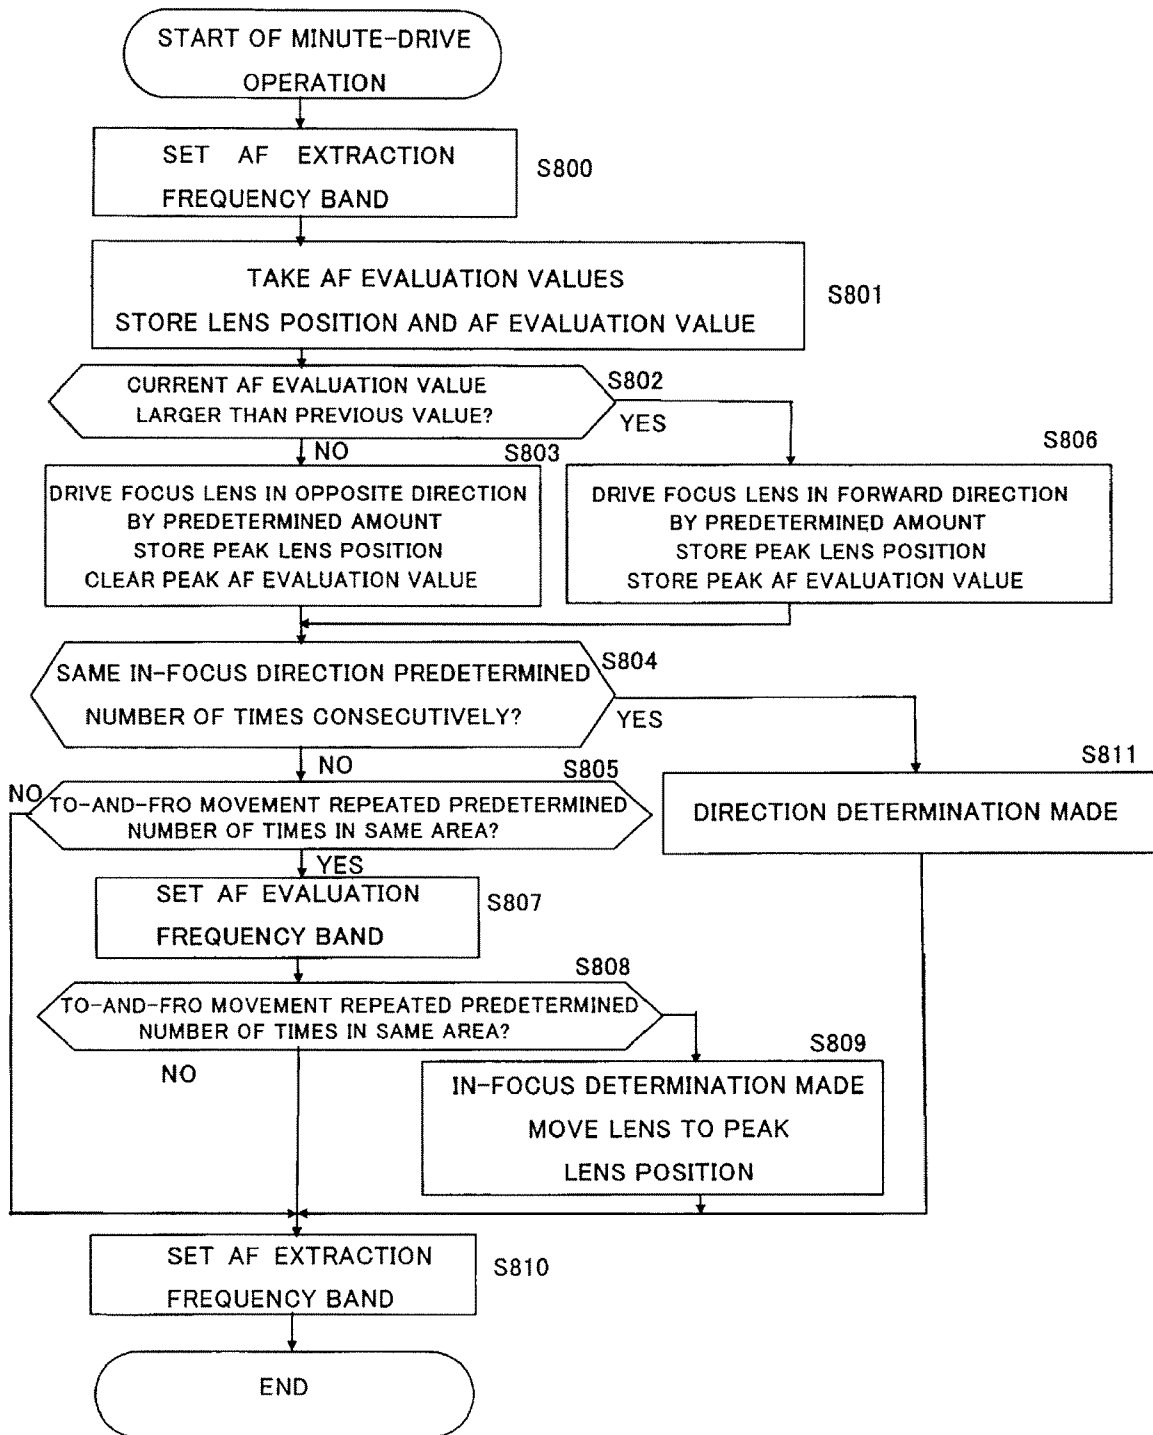 START OF MINUTE-DRIVE
OPERATION
SET AF EXTRACTION
FREQUENCY BAND
S800
TAKE AF EVALUATION VALUES
STORE LENS POSITION AND AF EVALUATION VALUE
S801
CURRENT AF EVALUATION VALUE
LARGER THAN PREVIOUS VALUE?
S802
YES
NO
S803
DRIVE FOCUS LENS IN OPPOSITE DIRECTION
BY PREDETERMINED AMOUNT
STORE PEAK LENS POSITION
CLEAR PEAK AF EVALUATION VALUE
S806
DRIVE FOCUS LENS IN FORWARD DIRECTION
BY PREDETERMINED AMOUNT
STORE PEAK LENS POSITION
STORE PEAK AF EVALUATION VALUE
SAME IN-FOCUS DIRECTION PREDETERMINED
NUMBER OF TIMES CONSECUTIVELY?
S804
YES
NO
S811
DIRECTION DETERMINATION MADE
S805
NO
TO-AND-FRO MOVEMENT REPEATED PREDETERMINED
NUMBER OF TIMES IN SAME AREA?
YES
SET AF EVALUATION
FREQUENCY BAND
S807
S808
TO-AND-FRO MOVEMENT REPEATED PREDETERMINED
NUMBER OF TIMES IN SAME AREA?
NO
S809
IN-FOCUS DETERMINATION MADE
MOVE LENS TO PEAK
LENS POSITION
SET AF EXTRACTION
FREQUENCY BAND
S810
END